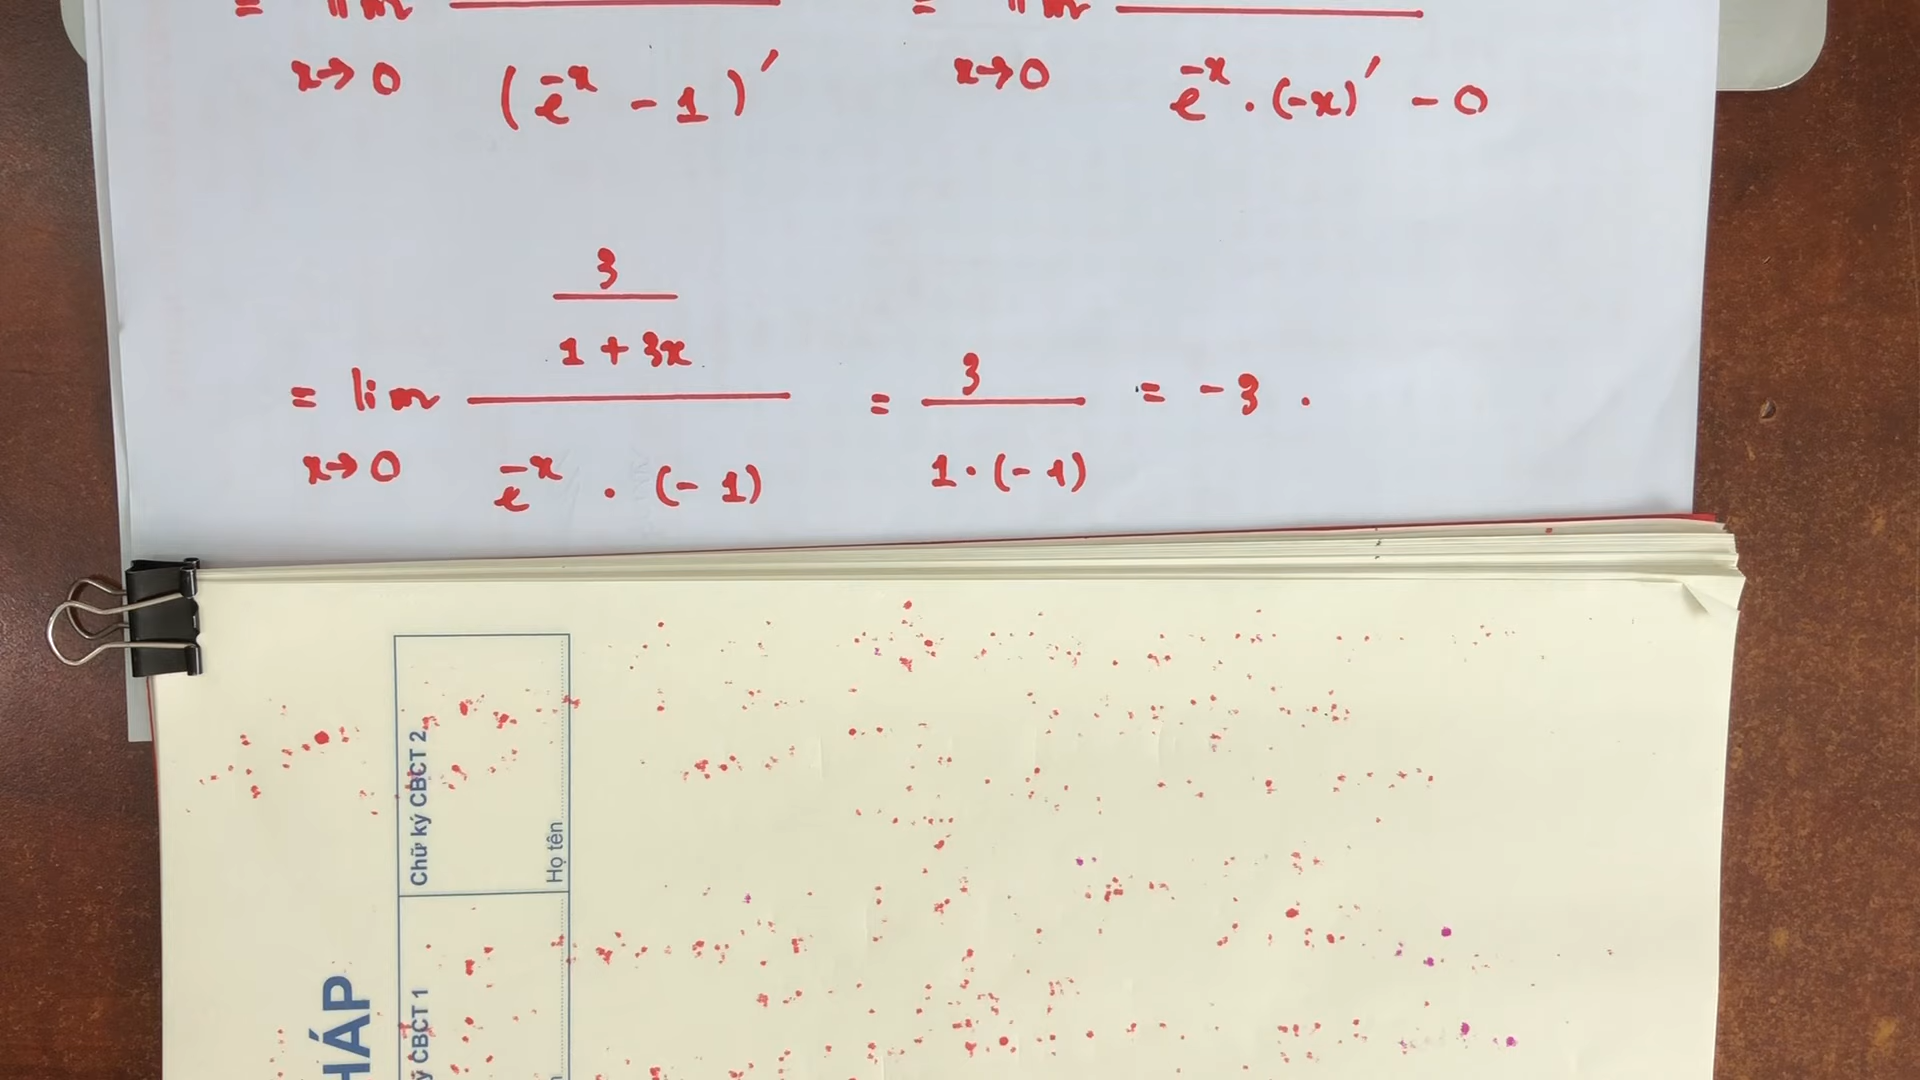 = lim = lim
x→0 (e^-x - 1)' x→0 e^-x . (-x)' - 0
3
1 + 3x
= lim = 3 = -3 .
x→0 e^-x . (- 1) 1 . (- 1)
Chữ ký CBCT 2
Họ tên
ý CBCT 1
HÁP